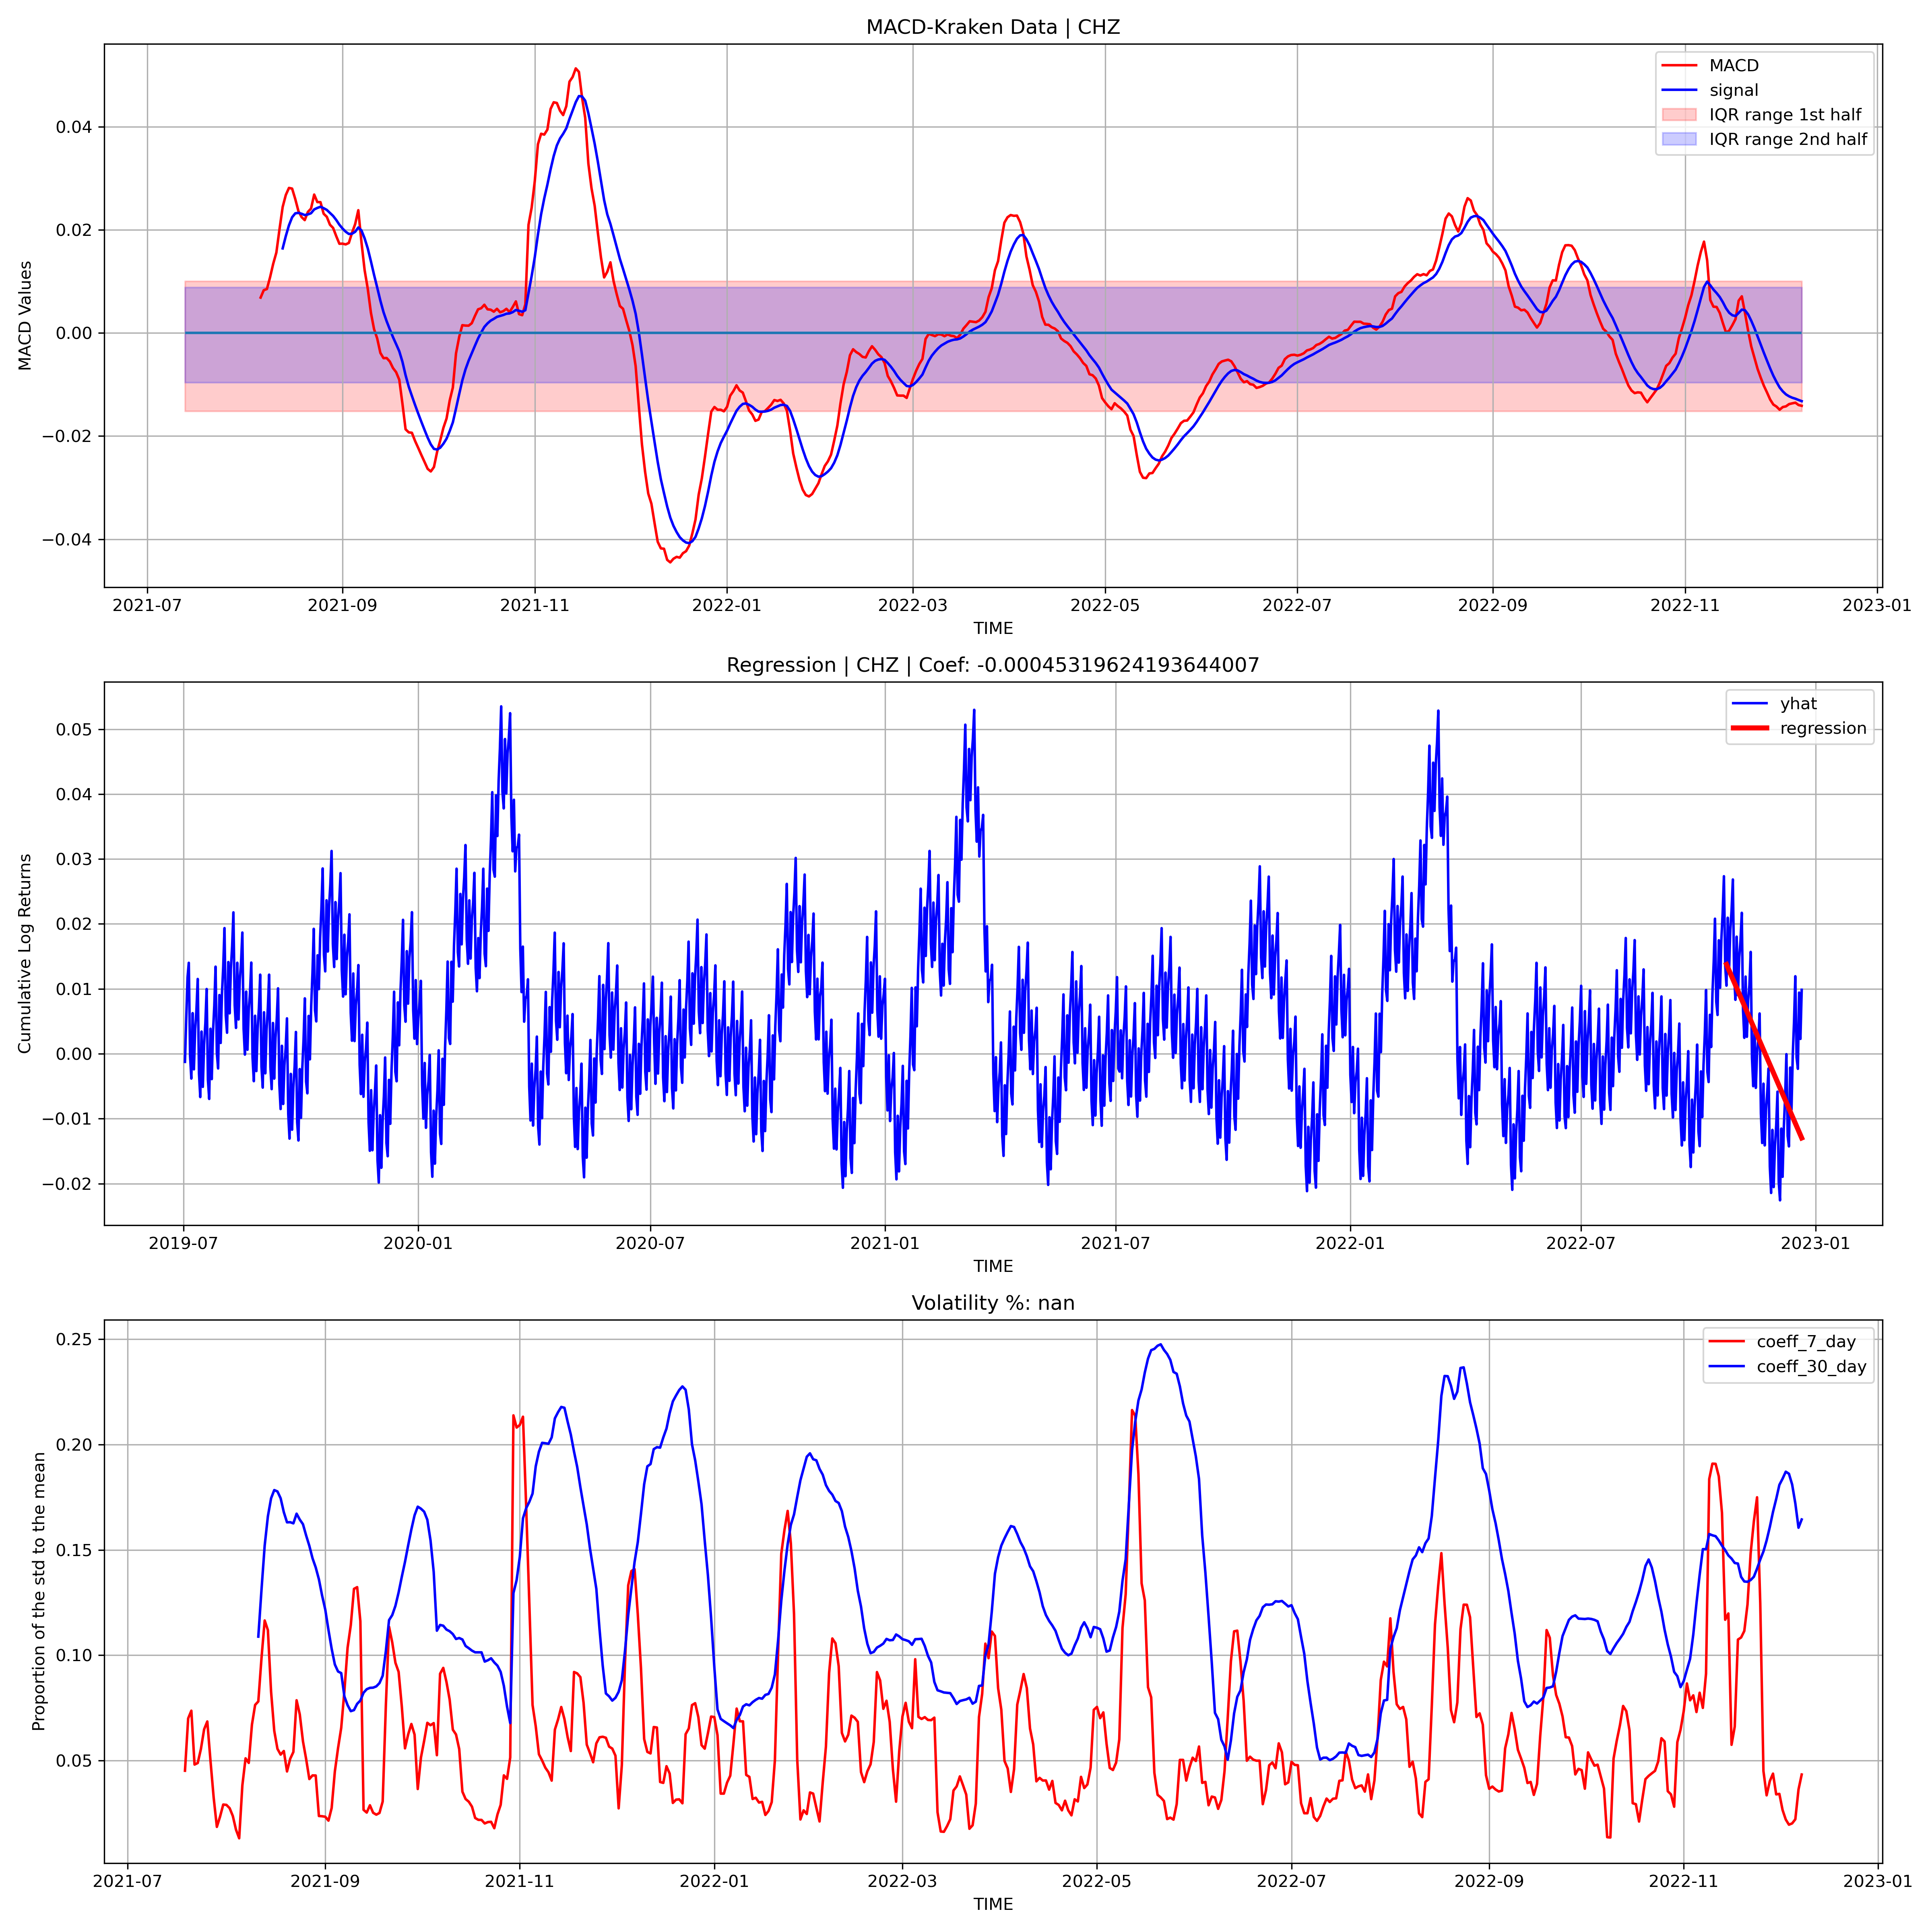 MACD-Kraken Data | CHZ
MACD
signal
IQR range 1st half
IQR range 2nd half
MACD Values
0.04
0.02
0.00
−0.02
−0.04
2021-07 2021-09 2021-11 2022-01 2022-03 2022-05 2022-07 2022-09 2022-11 2023-01
TIME
Regression | CHZ | Coef: -0.00045319624193644007
yhat
regression
Cumulative Log Returns
0.05
0.04
0.03
0.02
0.01
0.00
−0.01
−0.02
2019-07 2020-01 2020-07 2021-01 2021-07 2022-01 2022-07 2023-01
TIME
Volatility %: nan
coeff_7_day
coeff_30_day
Proportion of the std to the mean
0.25
0.20
0.15
0.10
0.05
2021-07 2021-09 2021-11 2022-01 2022-03 2022-05 2022-07 2022-09 2022-11 2023-01
TIME